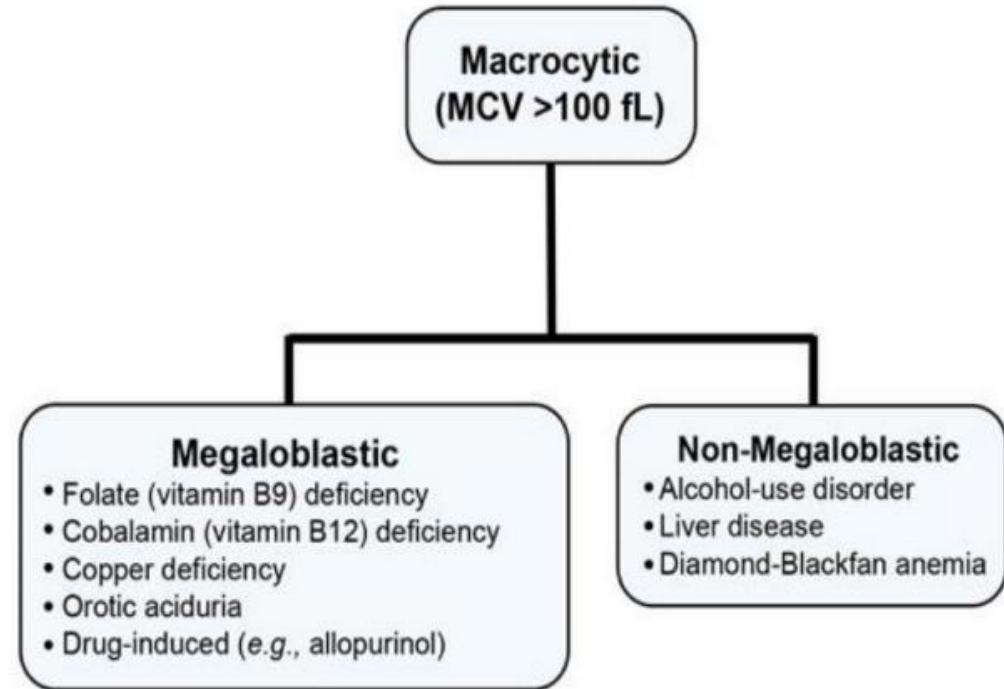 Macrocytic
(MCV >100 fL)
Megaloblastic
• Folate (vitamin B9) deficiency
• Cobalamin (vitamin B12) deficiency
• Copper deficiency
• Orotic aciduria
• Drug-induced (e.g., allopurinol)
Non-Megaloblastic
• Alcohol-use disorder
• Liver disease
• Diamond-Blackfan anemia